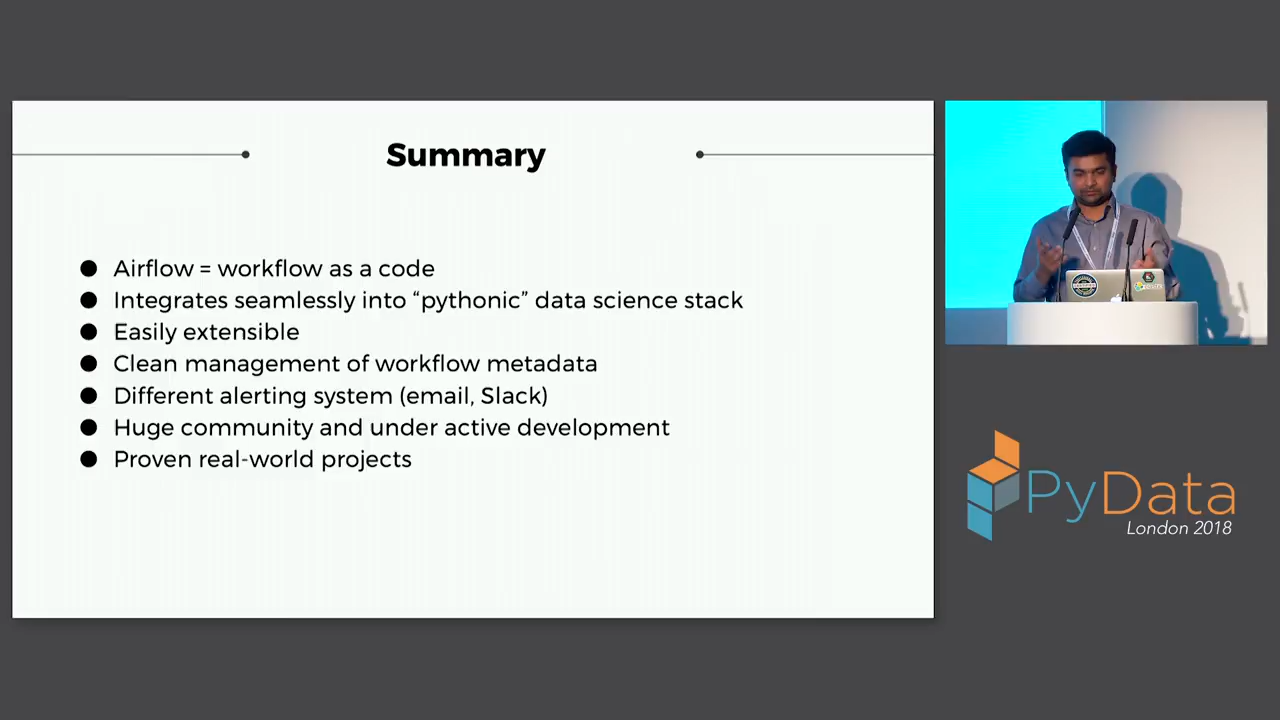 Summary
Airflow = workflow as a code
Integrates seamlessly into “pythonic” data science stack
Easily extensible
Clean management of workflow metadata
Different alerting system (email, Slack)
Huge community and under active development
Proven real-world projects
PyData
London 2018